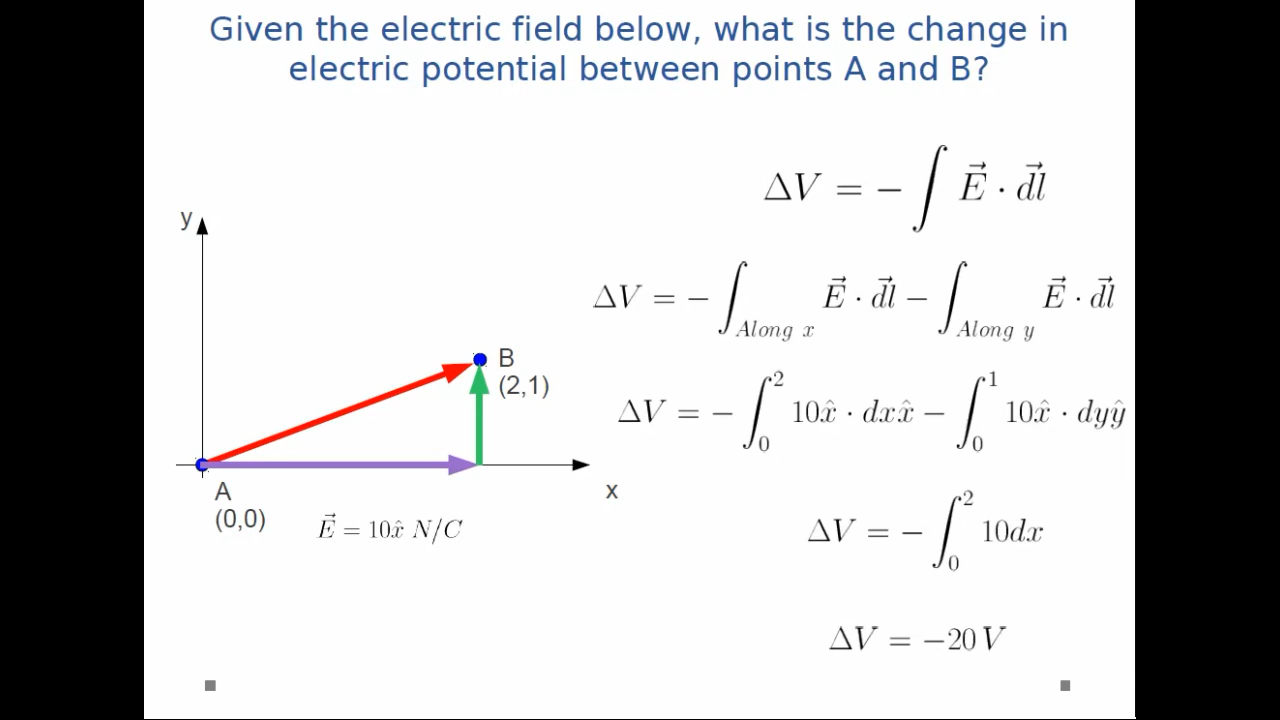 Given the electric field below, what is the change in
electric potential between points A and B?
ΔV = −∫ E⃗ · dl⃗
ΔV = −∫_{Along x} E⃗ · dl⃗ − ∫_{Along y} E⃗ · dl⃗
ΔV = −∫_0^2 10x̂ · dxx̂ − ∫_0^1 10x̂ · dyŷ
ΔV = −∫_0^2 10dx
ΔV = −20 V
y
B
(2,1)
A
(0,0)
x
E⃗ = 10x̂ N/C